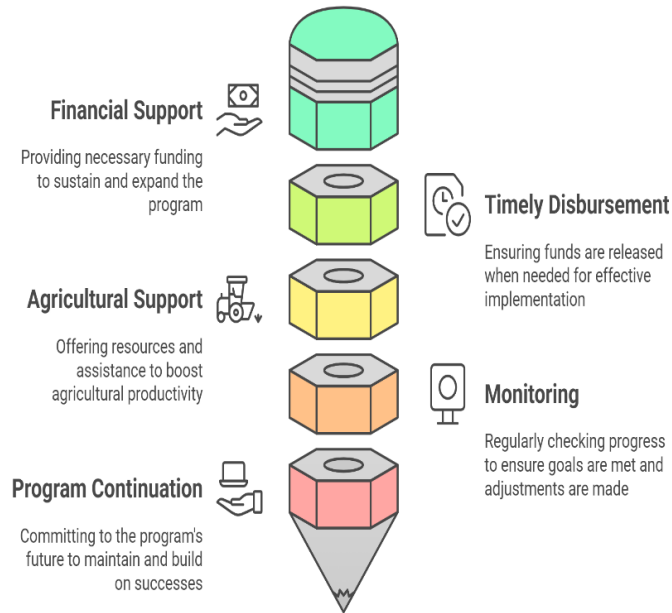 Financial Support
Providing necessary funding
to sustain and expand the
program
Timely Disbursement
Ensuring funds are released
when needed for effective
implementation
Agricultural Support
Offering resources and
assistance to boost
agricultural productivity
Monitoring
Regularly checking progress
to ensure goals are met and
adjustments are made
Program Continuation
Committing to the program's
future to maintain and build
on successes